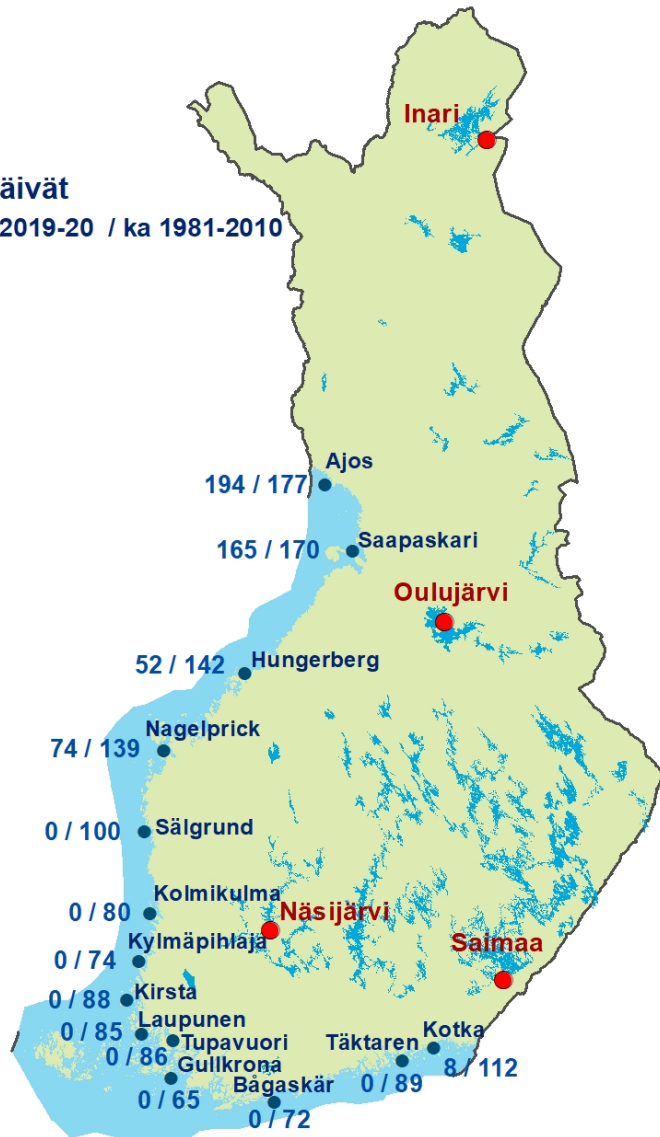 Inari
äivät
2019-20 / ka 1981-2010
Ajos
194 / 177
Saapaskari
165 / 170
Oulujärvi
Hungerberg
52 / 142
Nagelprick
74 / 139
Sälgrund
0 / 100
Kolmikulma
0 / 80
Näsijärvi
Kylmäpihlaja
0 / 74
Saimaa
Kirsta
0 / 88
Laupunen
0 / 85
Tupavuori
0 / 86
Täktaren
Kotka
Gullkrona
0 / 89
8 / 112
Bågaskär
0 / 65
0 / 72